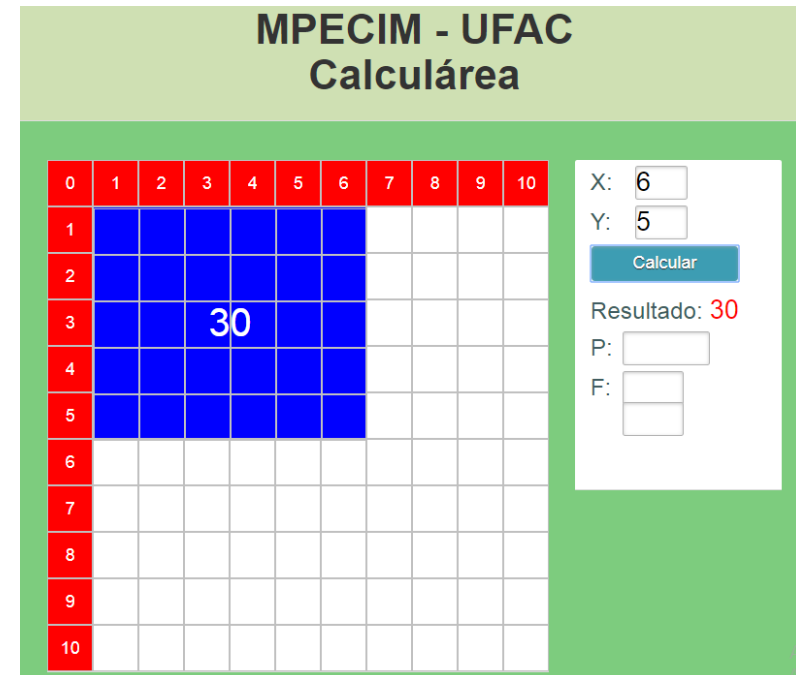 MPECIM - UFAC
Calculárea
0 1 2 3 4 5 6 7 8 9 10
1
2
3
4
5
6
7
8
9
10
30
X: 6
Y: 5
Calcular
Resultado: 30
P:
F: